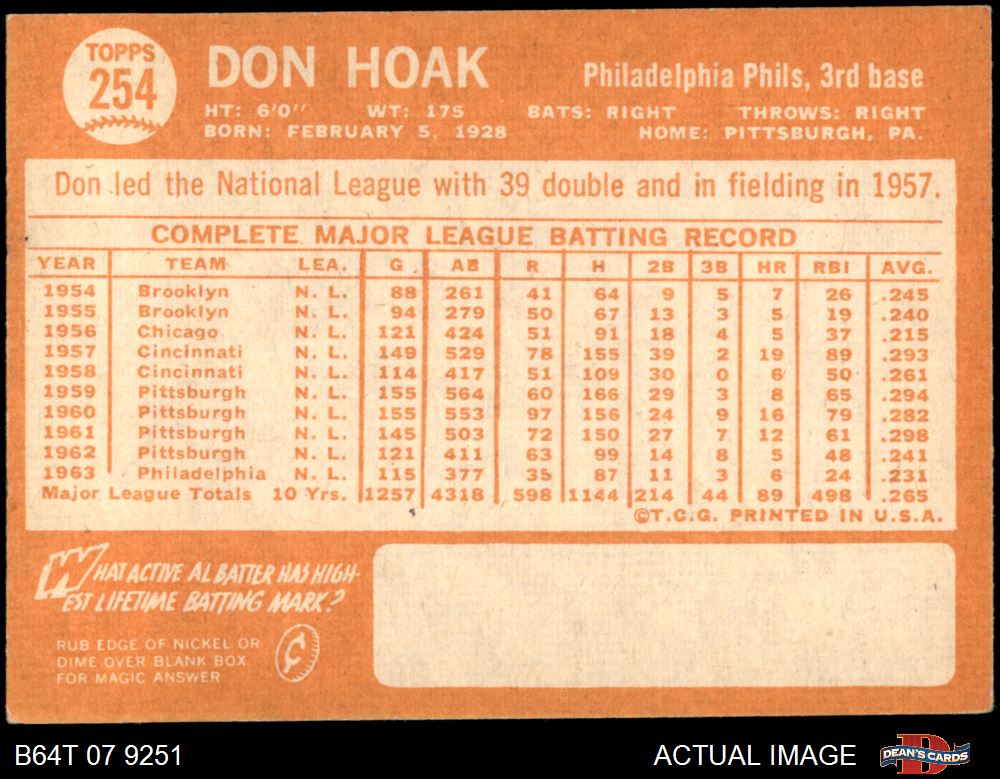 TOPPS
254
DON HOAK
Philadelphia Phils, 3rd base
HT: 6'0'' WT: 175 BATS: RIGHT THROWS: RIGHT
BORN: FEBRUARY 5, 1928 HOME: PITTSBURGH, PA.
Don led the National League with 39 double and in fielding in 1957.
COMPLETE MAJOR LEAGUE BATTING RECORD
YEAR TEAM LEA. G AB R H 2B 3B HR RBI AVG.
1954 Brooklyn N. L. 88 261 41 64 9 5 7 26 .245
1955 Brooklyn N. L. 94 279 50 67 13 3 5 19 .240
1956 Chicago N. L. 121 424 51 91 18 4 5 37 .215
1957 Cincinnati N. L. 149 529 78 155 39 2 19 89 .293
1958 Cincinnati N. L. 114 417 51 109 30 0 6 50 .261
1959 Pittsburgh N. L. 155 564 60 166 29 3 8 65 .294
1960 Pittsburgh N. L. 155 553 97 156 24 9 16 79 .282
1961 Pittsburgh N. L. 145 503 72 150 27 7 12 61 .298
1962 Pittsburgh N. L. 121 411 63 99 14 8 5 48 .241
1963 Philadelphia N. L. 115 377 35 87 11 3 6 24 .231
Major League Totals 10 Yrs. 1257 4318 598 1144 214 44 89 498 .265
©T.C.G. PRINTED IN U.S.A.
WHAT ACTIVE AL BATTER HAS HIGH-
EST LIFETIME BATTING MARK?
RUB EDGE OF NICKEL OR
DIME OVER BLANK BOX
FOR MAGIC ANSWER
¢
B64T 07 9251
ACTUAL IMAGE
D
DEAN'S CARDS